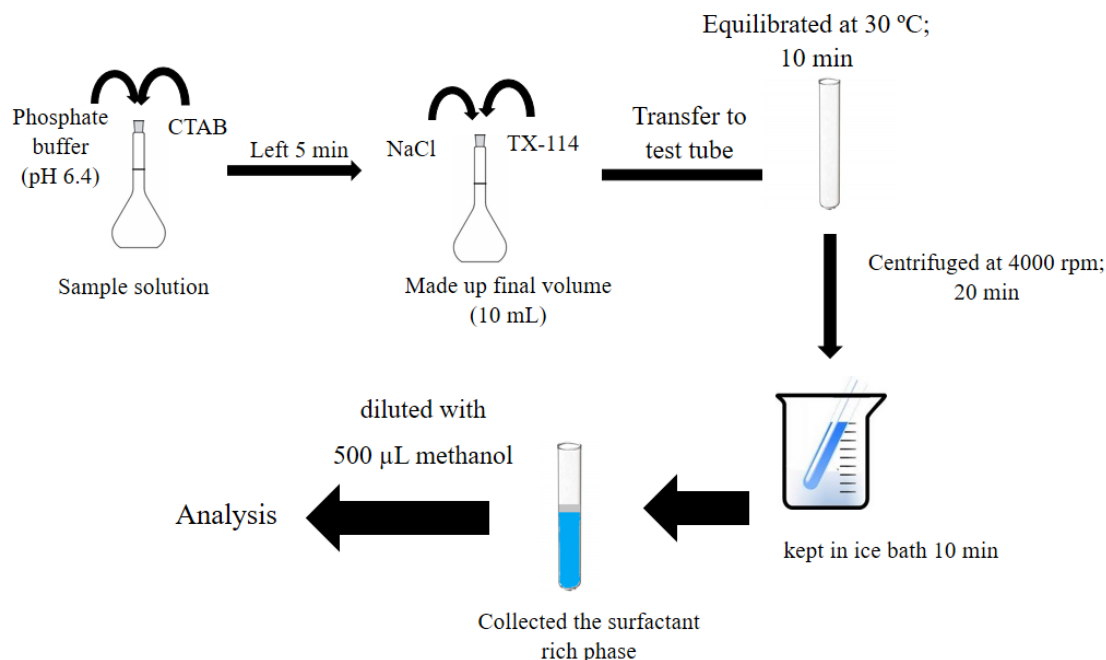 Phosphate
buffer
(pH 6.4)
CTAB
Sample solution
Left 5 min
NaCl
TX-114
Made up final volume
(10 mL)
Transfer to
test tube
Equilibrated at 30 ºC;
10 min
Centrifuged at 4000 rpm;
20 min
kept in ice bath 10 min
Collected the surfactant
rich phase
diluted with
500 µL methanol
Analysis